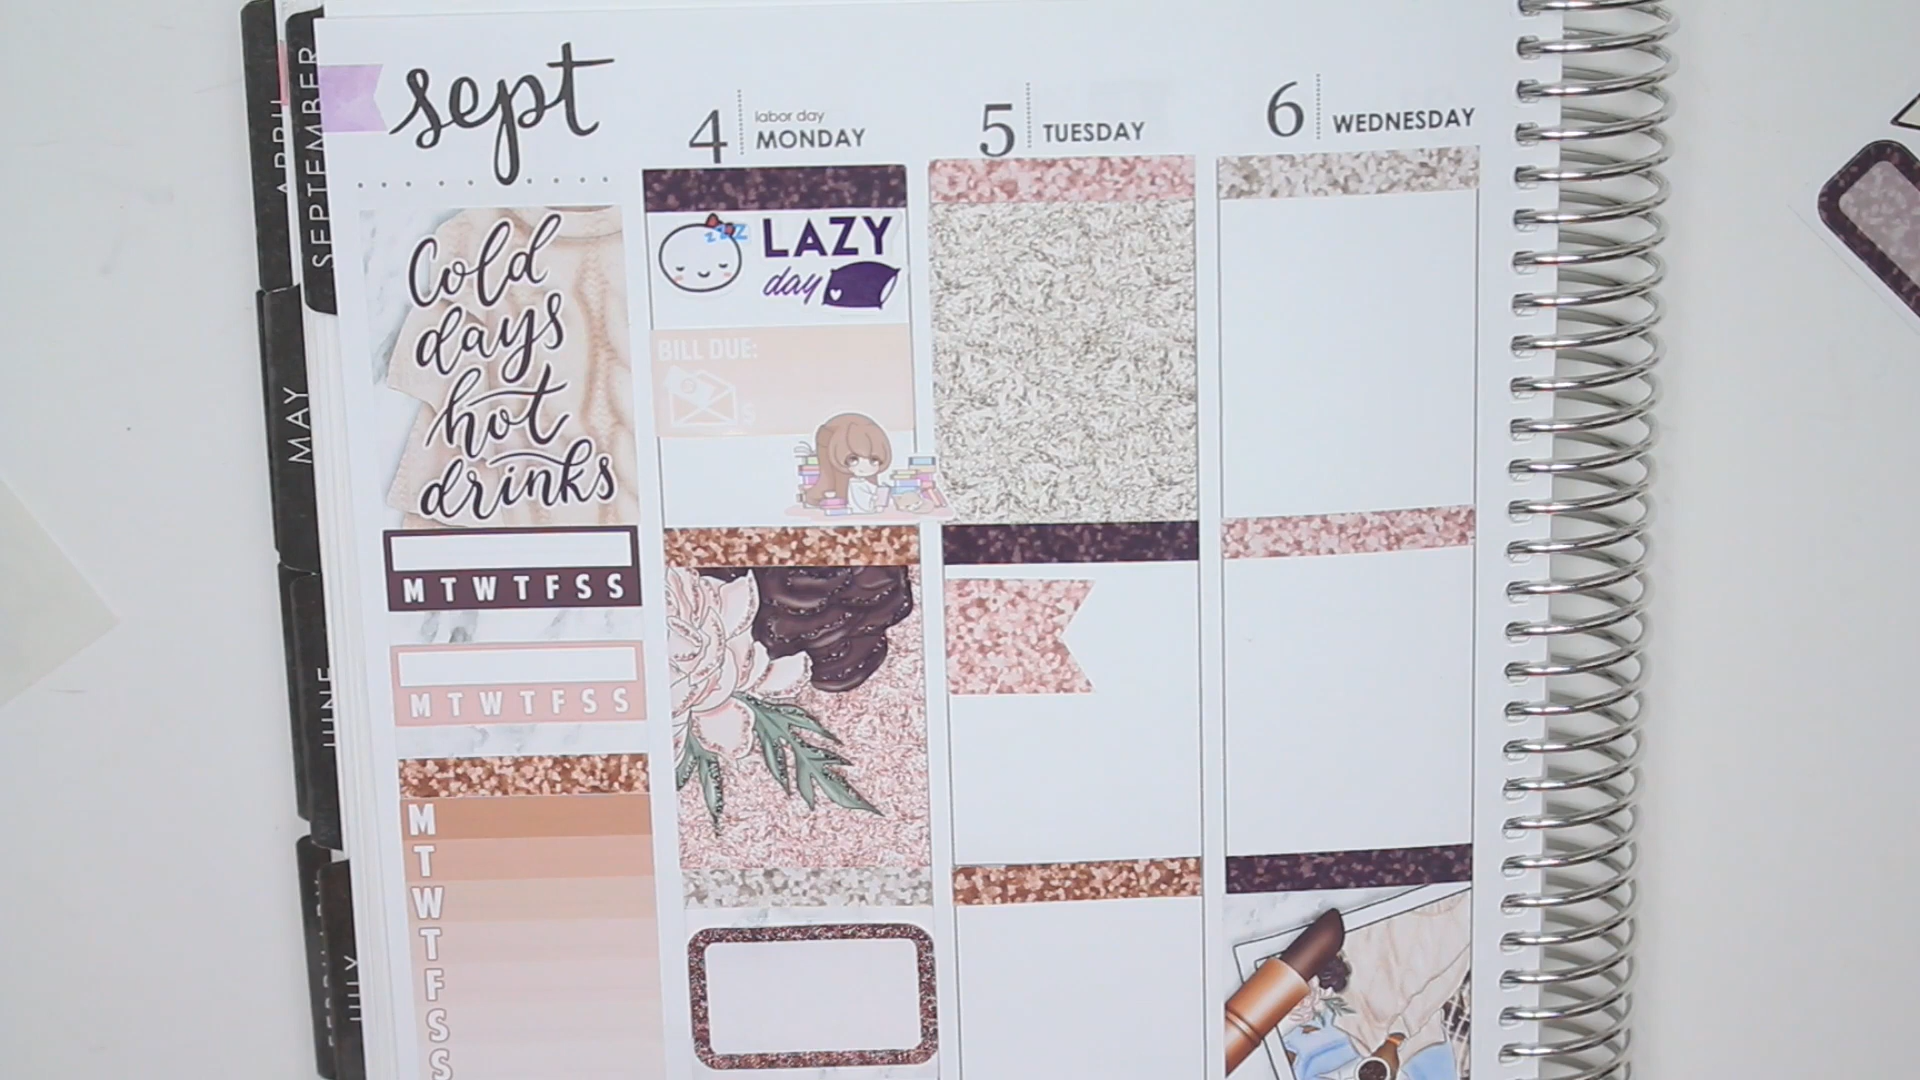 APRIL
SEPTEMBER
MAY
JUNE
JULY
sept
4
labor day
MONDAY
5
TUESDAY
6
WEDNESDAY
Cold
days
hot
drinks
M T W T F S S
M T W T F S S
M
T
W
T
F
S
S
zzz
LAZY
day
BILL DUE:
$